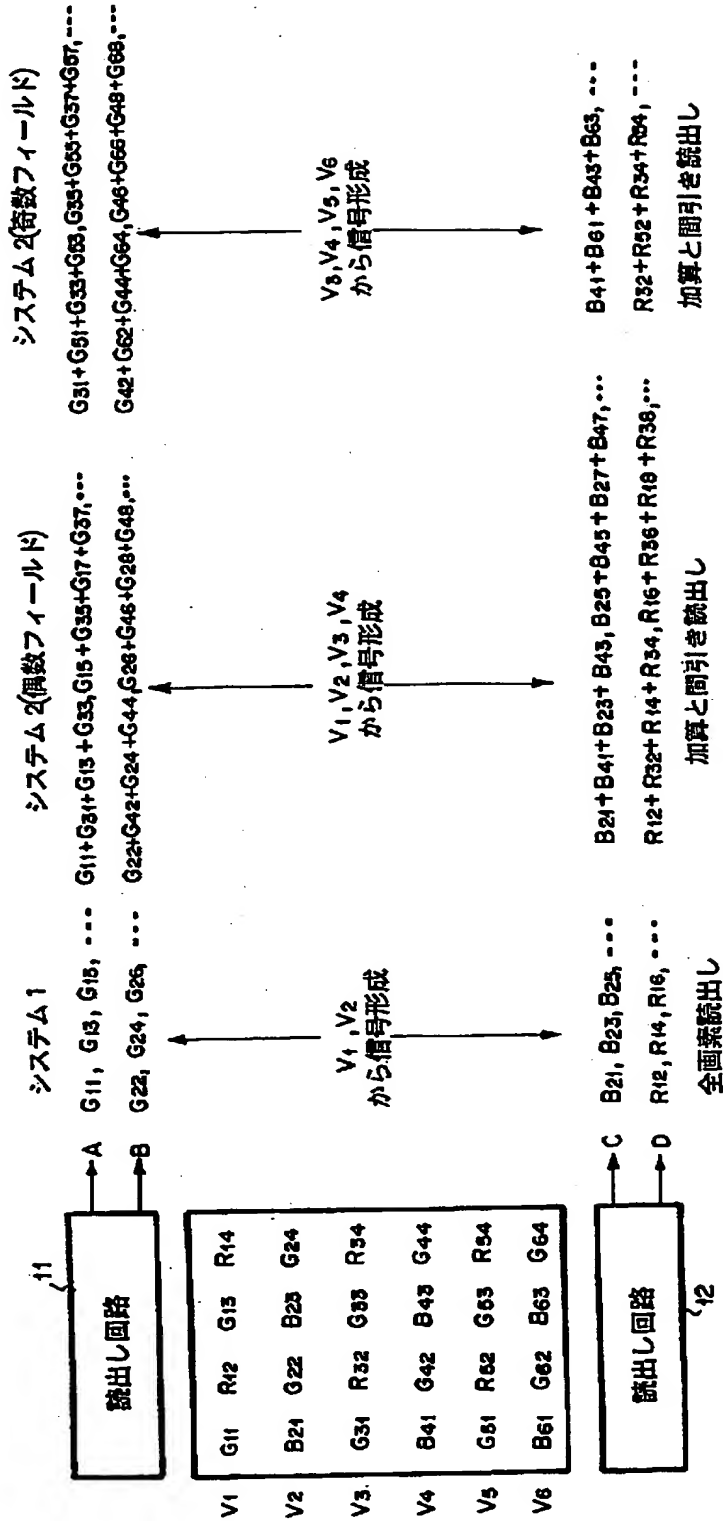 システム1
システム2(偶数フィールド)
システム2(奇数フィールド)
11
読出し回路
A
G11, G13, G15, ---
G11+G31+G13+G33,G15+G35+G17+G37,---
G31+G51+G33+G53,G35+G55+G37+G57,---
B
G22, G24, G26, ---
G22+G42+G24+G44,G26+G46+G28+G48,---
G42+G62+G44+G64,G46+G66+G48+G68,---
V1 G11 R12 G13 R14
V2 B21 G22 B23 G24
V3 G31 R32 G33 R34
V4 B41 G42 B43 G44
V5 G51 R52 G53 R54
V6 B61 G62 B63 G64
V1,V2
から信号形成
V1,V2,V3,V4
から信号形成
V3,V4,V5,V6
から信号形成
読出し回路
12
C
B21, B23, B25, ---
B21+B41+B23+B43,B25+B45+B27+B47,---
B41+B61+B43+B63, ---
D
R12, R14, R16, ---
R12+R32+R14+R34,R16+R36+R18+R38,---
R32+R52+R34+R54, ---
全画素読出し
加算と間引き読出し
加算と間引き読出し